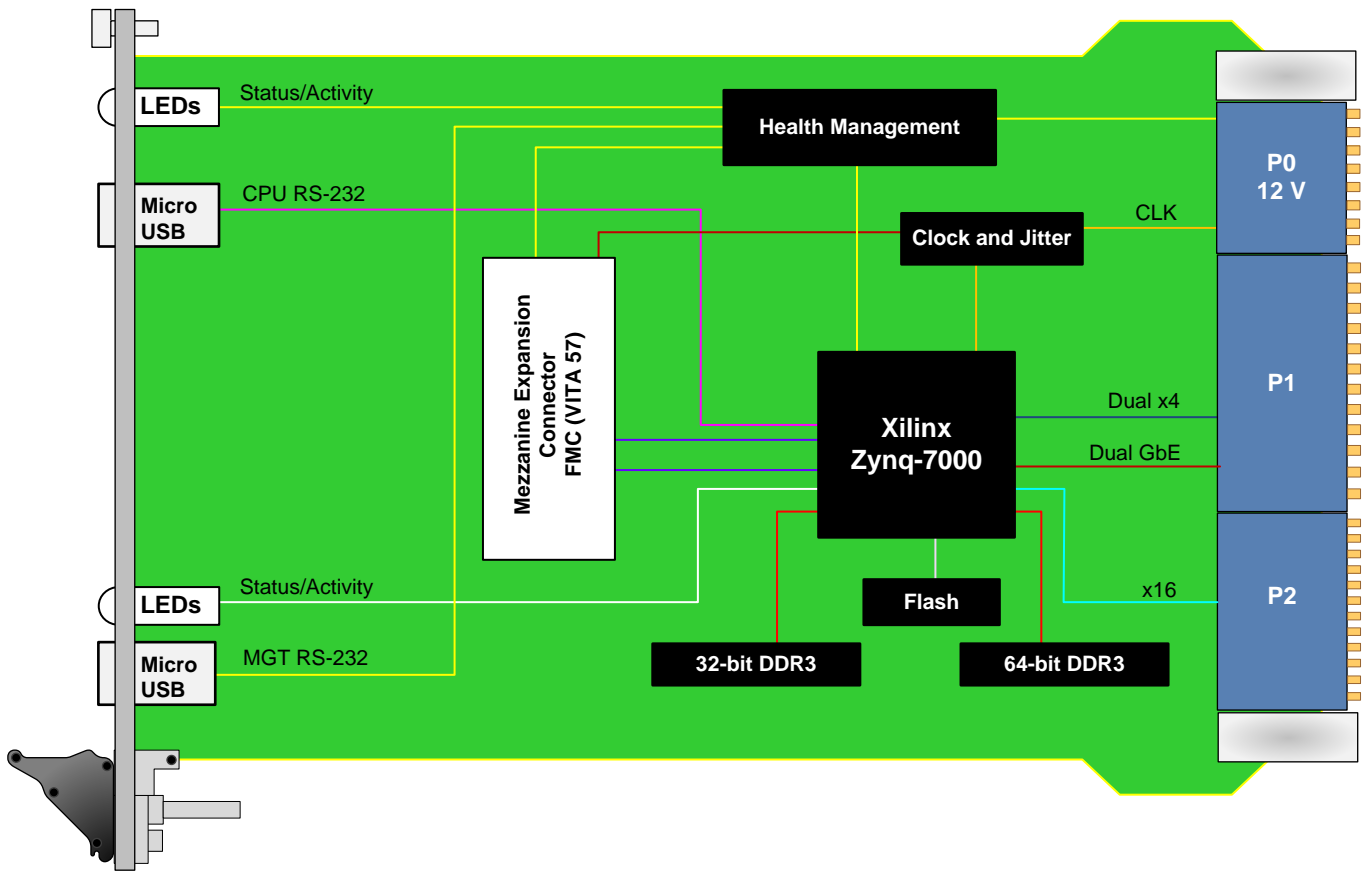 LEDs
Status/Activity
Health Management
P0
12 V
Micro
USB
CPU RS-232
CLK
Clock and Jitter
Mezzanine Expansion
Connector
FMC (VITA 57)
Xilinx
Zynq-7000
Dual x4
Dual GbE
P1
LEDs
Status/Activity
Flash
x16
P2
Micro
USB
MGT RS-232
32-bit DDR3
64-bit DDR3